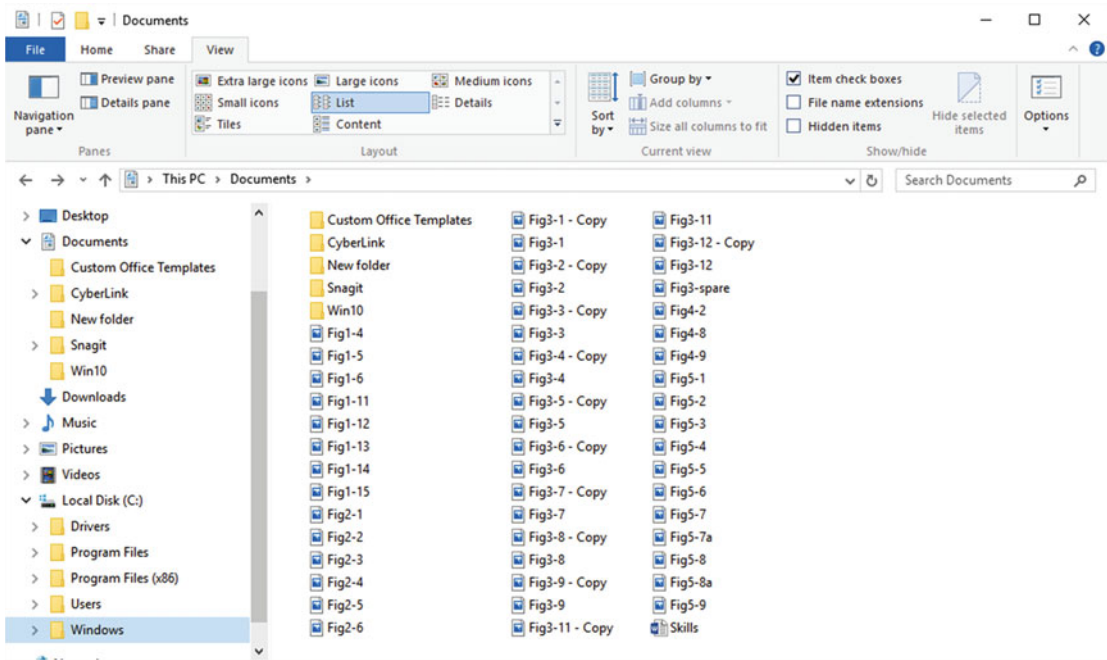 Documents
File Home Share View
Navigation pane
Preview pane
Details pane
Panes
Extra large icons Large icons Medium icons
Small icons List Details
Tiles Content
Layout
Sort by
Group by
Add columns
Size all columns to fit
Current view
Item check boxes
File name extensions
Hidden items
Hide selected items
Show/hide
Options
This PC > Documents >
Search Documents
Desktop
Documents
Custom Office Templates
CyberLink
New folder
Snagit
Win10
Downloads
Music
Pictures
Videos
Local Disk (C:)
Drivers
Program Files
Program Files (x86)
Users
Windows
Custom Office Templates
CyberLink
New folder
Snagit
Win10
Fig1-4
Fig1-5
Fig1-6
Fig1-11
Fig1-12
Fig1-13
Fig1-14
Fig1-15
Fig2-1
Fig2-2
Fig2-3
Fig2-4
Fig2-5
Fig2-6
Fig3-1 - Copy
Fig3-1
Fig3-2 - Copy
Fig3-2
Fig3-3 - Copy
Fig3-3
Fig3-4 - Copy
Fig3-4
Fig3-5 - Copy
Fig3-5
Fig3-6 - Copy
Fig3-6
Fig3-7 - Copy
Fig3-7
Fig3-8 - Copy
Fig3-8
Fig3-9 - Copy
Fig3-9
Fig3-11 - Copy
Fig3-11
Fig3-12 - Copy
Fig3-12
Fig3-spare
Fig4-2
Fig4-8
Fig4-9
Fig5-1
Fig5-2
Fig5-3
Fig5-4
Fig5-5
Fig5-6
Fig5-7
Fig5-7a
Fig5-8
Fig5-8a
Fig5-9
Skills